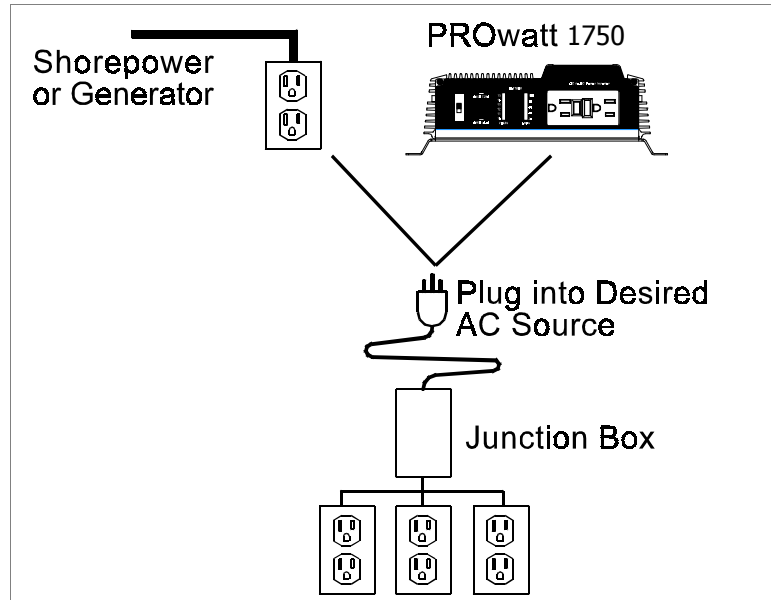 PROwatt 1750
Shorepower
or Generator
Plug into Desired
AC Source
Junction Box